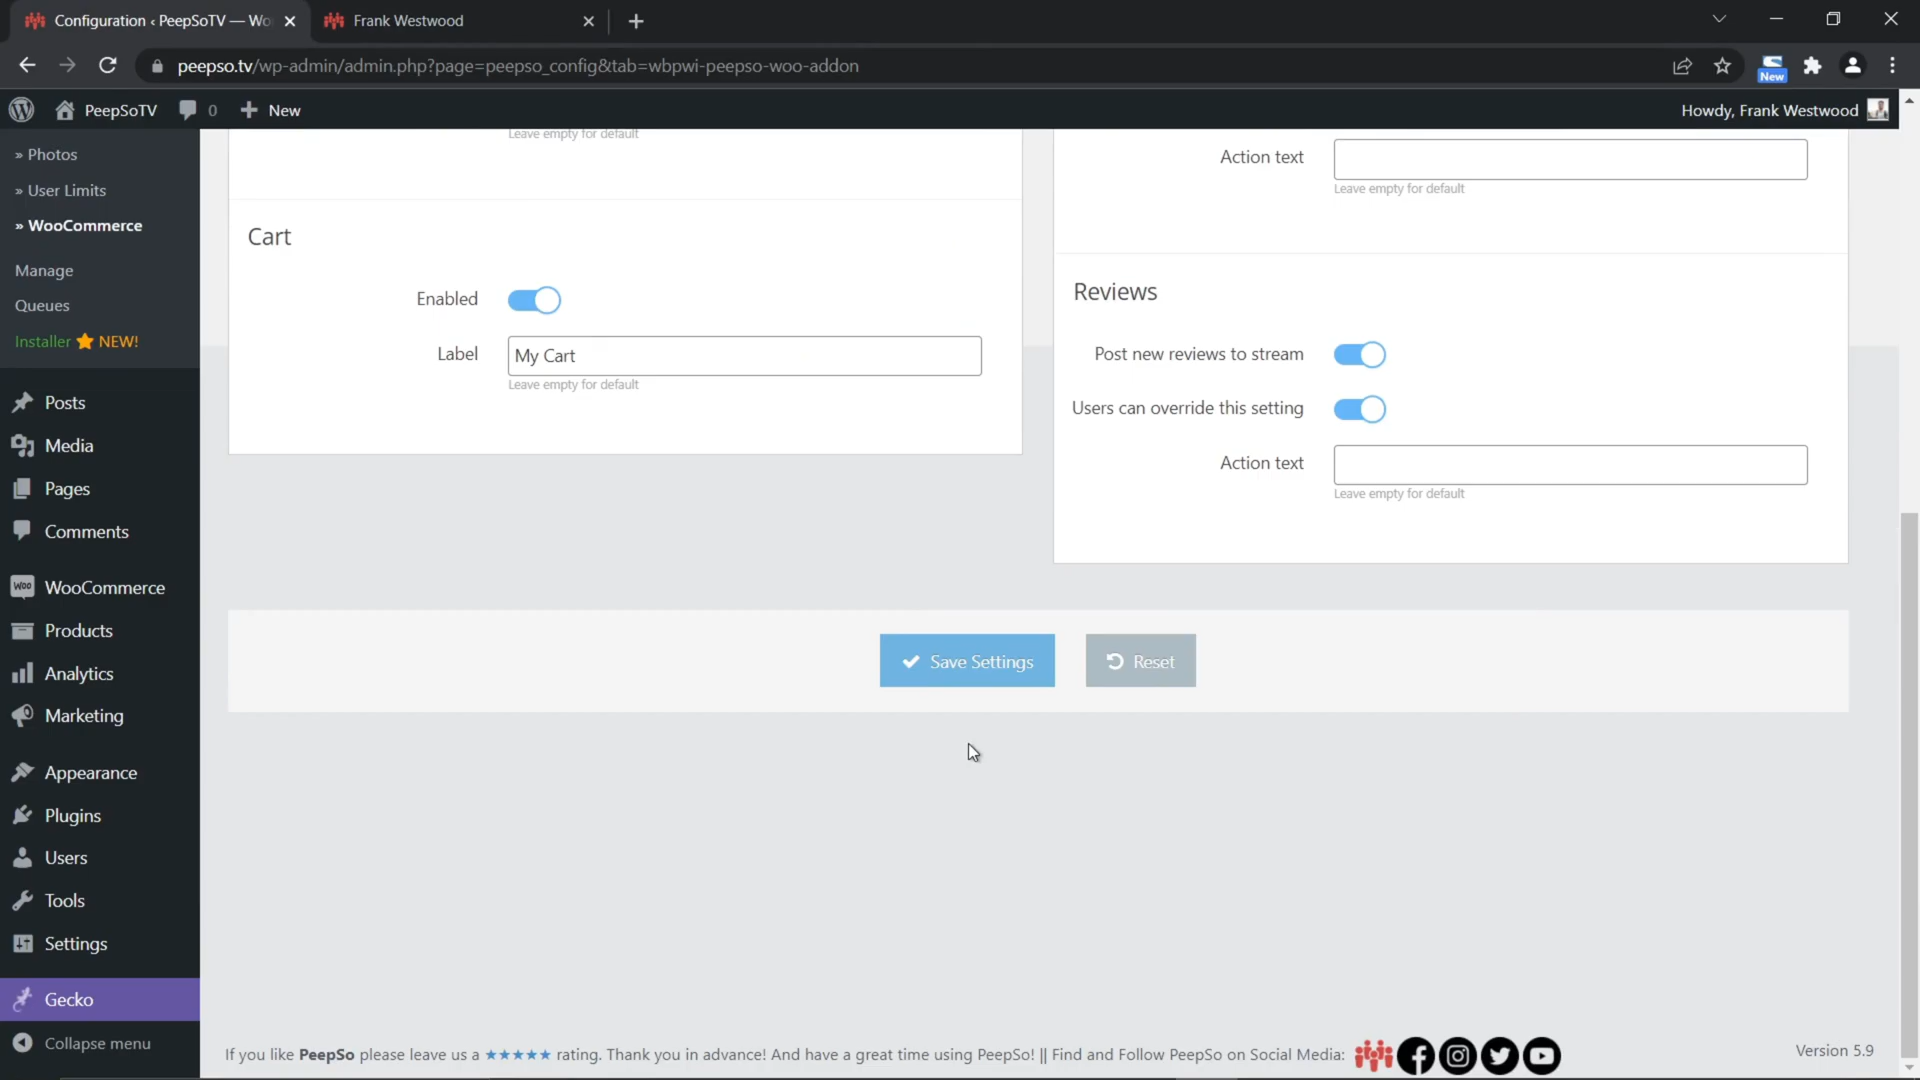 Configuration ‹ PeepSoTV — Wo
Frank Westwood
peepso.tv/wp-admin/admin.php?page=peepso_config&tab=wbpwi-peepso-woo-addon
New
PeepSoTV
0
New
Howdy, Frank Westwood
» Photos
» User Limits
» WooCommerce
Manage
Queues
Installer ⭐ NEW!
Posts
Media
Pages
Comments
Woo WooCommerce
Products
Analytics
Marketing
Appearance
Plugins
Users
Tools
Settings
Gecko
Collapse menu
Leave empty for default
Cart
Enabled
Label
My Cart
Leave empty for default
Action text
Leave empty for default
Reviews
Post new reviews to stream
Users can override this setting
Action text
Leave empty for default
Save Settings
Reset
If you like PeepSo please leave us a ★★★★★ rating. Thank you in advance! And have a great time using PeepSo! || Find and Follow PeepSo on Social Media:
Version 5.9